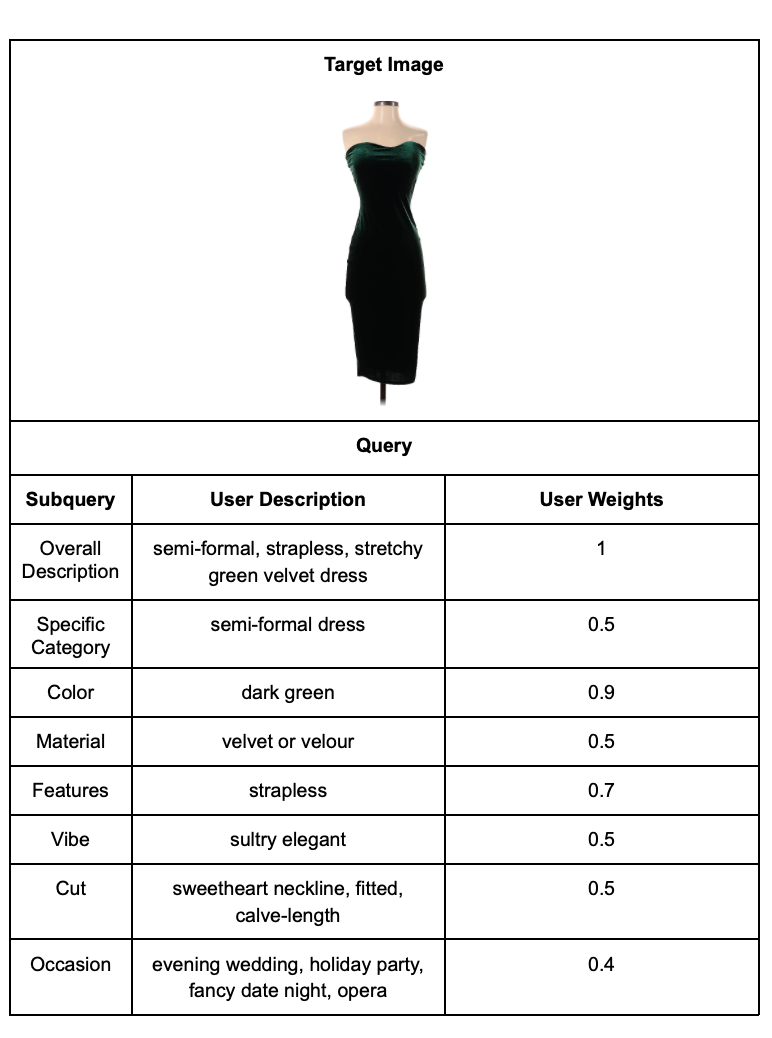 Target Image
Query
Subquery User Description User Weights
Overall Description semi-formal, strapless, stretchy green velvet dress 1
Specific Category semi-formal dress 0.5
Color dark green 0.9
Material velvet or velour 0.5
Features strapless 0.7
Vibe sultry elegant 0.5
Cut sweetheart neckline, fitted, calve-length 0.5
Occasion evening wedding, holiday party, fancy date night, opera 0.4